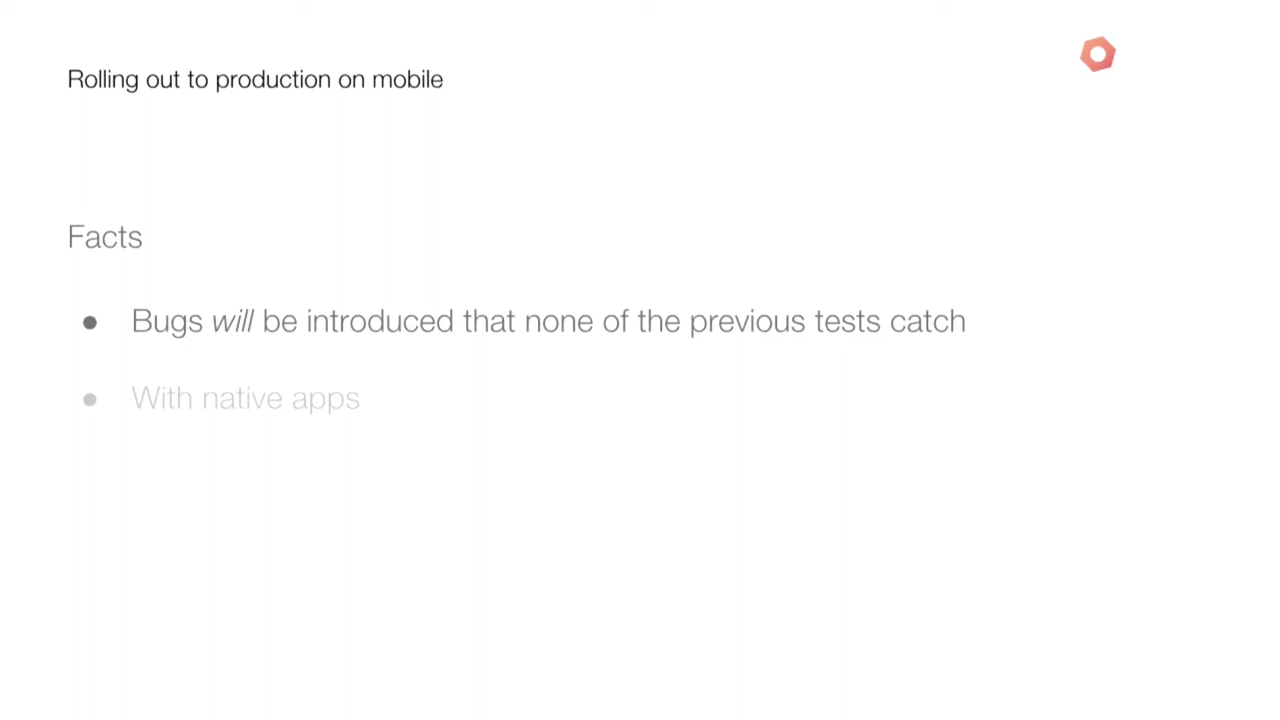 Rolling out to production on mobile
Facts
● Bugs will be introduced that none of the previous tests catch
● With native apps